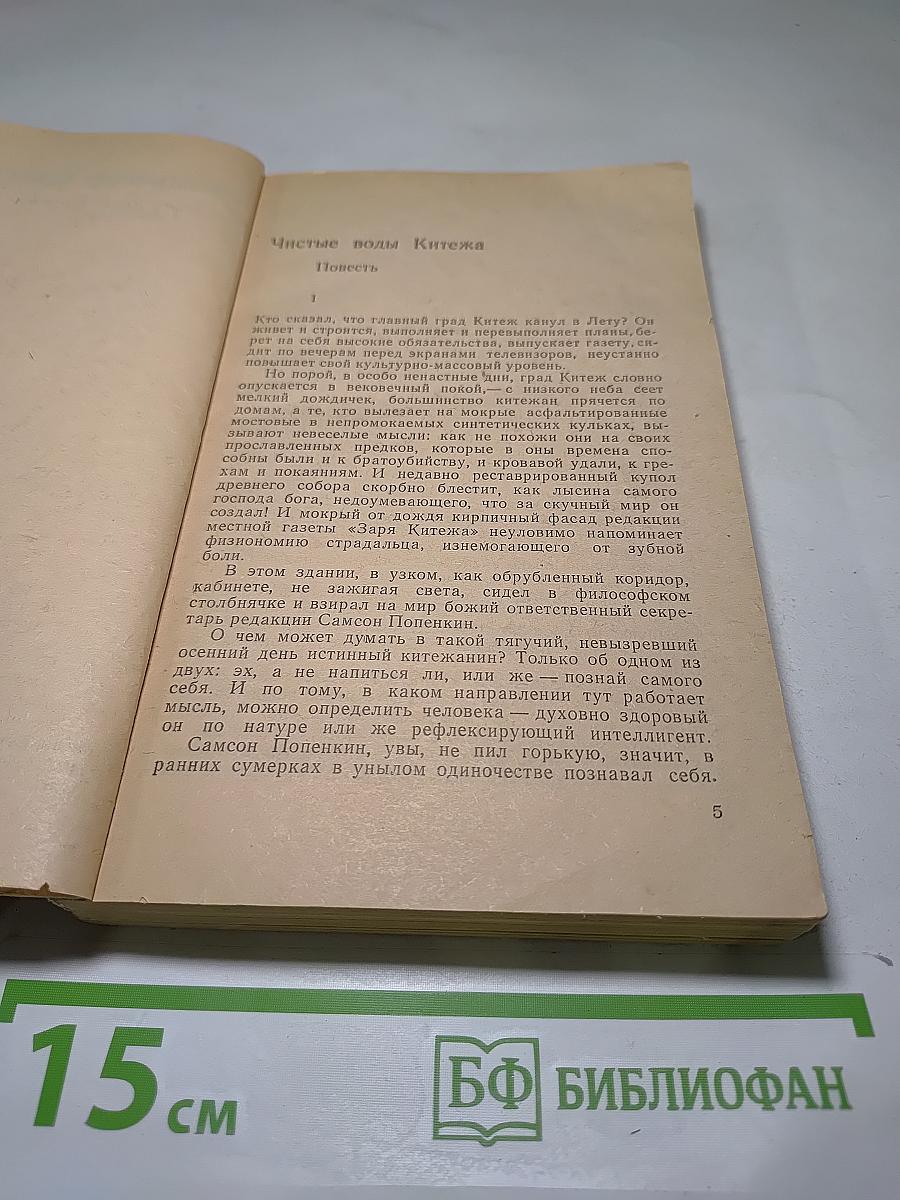 Чистые воды Китежа
Повесть
1
Кто сказал, что главный град Китеж канул в Лету? Он
живет и строится, выполняет и перевыполняет планы, бе-
рет на себя высокие обязательства, выпускает газету, си-
дит по вечерам перед экранами телевизоров, неустанно
повышает свой культурно-массовый уровень.
Но порой, в особо ненастные дни, град Китеж словно
опускается в вековечный покой,— с низкого неба сеет
мелкий дождичек, большинство китежан прячется по
домам, а те, кто вылезает на мокрые асфальтированные
мостовые в непромокаемых синтетических кульках, вы-
зывают невеселые мысли: как не похожи они на своих
прославленных предков, которые в оны времена спо-
собны были и к братоубийству, и кровавой удали, к гре-
хам и покаяниям. И недавно реставрированный купол
древнего собора скорбно блестит, как лысина самого
господа бога, недоумевающего, что за скучный мир он
создал! И мокрый от дождя кирпичный фасад редакции
местной газеты «Заря Китежа» неуловимо напоминает
физиономию страдальца, изнемогающего от зубной
боли.
В этом здании, в узком, как обрубленный коридор,
кабинете, не зажигая света, сидел в философском
столбнячке и взирал на мир божий ответственный секре-
тарь редакции Самсон Попенкин.
О чем может думать в такой тягучий, невызревший
осенний день истинный китежанин? Только об одном из
двух: эх, а не напиться ли, или же — познай самого
себя. И по тому, в каком направлении тут работает
мысль, можно определить человека — духовно здоровый
он по натуре или же рефлексирующий интеллигент.
Самсон Попенкин, увы, не пил горькую, значит, в
ранних сумерках в унылом одиночестве познавал себя.
5
15 см
БФ БИБЛИОФАН